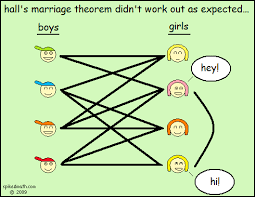 hall's marriage theorem didn't work out as expected...
boys
girls
hey!
hi!
spikedmath.com
© 2009